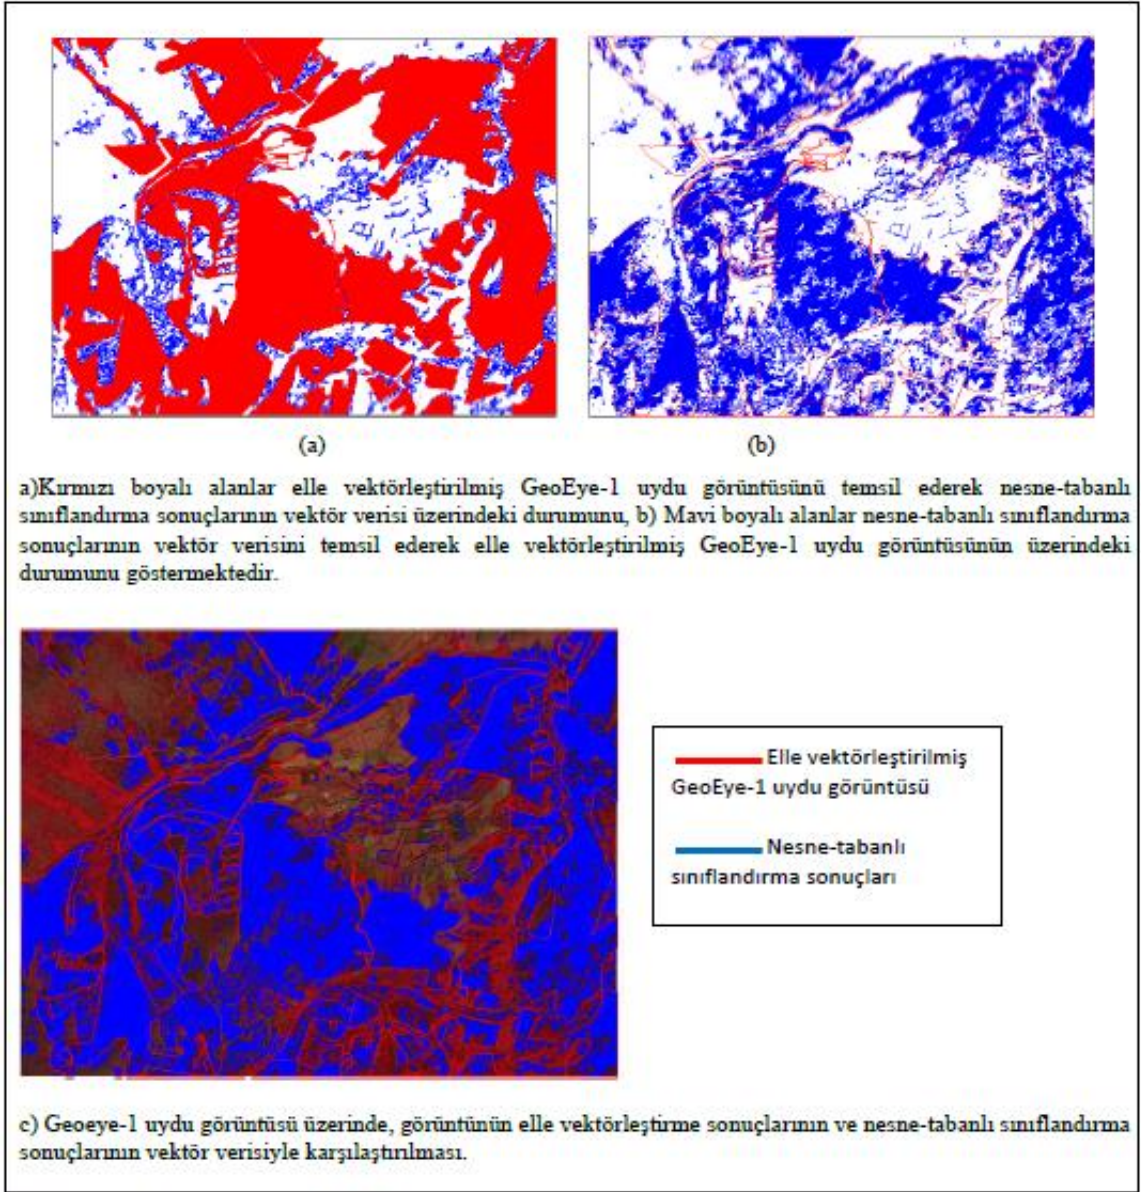 (a)
(b)
a)Kırmızı boyalı alanlar elle vektörleştirilmiş GeoEye-1 uydu görüntüsünü temsil ederek nesne-tabanlı
sınıflandırma sonuçlarının vektör verisi üzerindeki durumunu, b) Mavi boyalı alanlar nesne-tabanlı sınıflandırma
sonuçlarının vektör verisini temsil ederek elle vektörleştirilmiş GeoEye-1 uydu görüntüsünün üzerindeki
durumunu göstermektedir.
Elle vektörleştirilmiş
GeoEye-1 uydu görüntüsü
Nesne-tabanlı
sınıflandırma sonuçları
c) Geoeye-1 uydu görüntüsü üzerinde, görüntünün elle vektörleştirme sonuçlarının ve nesne-tabanlı sınıflandırma
sonuçlarının vektör verisiyle karşılaştırılması.